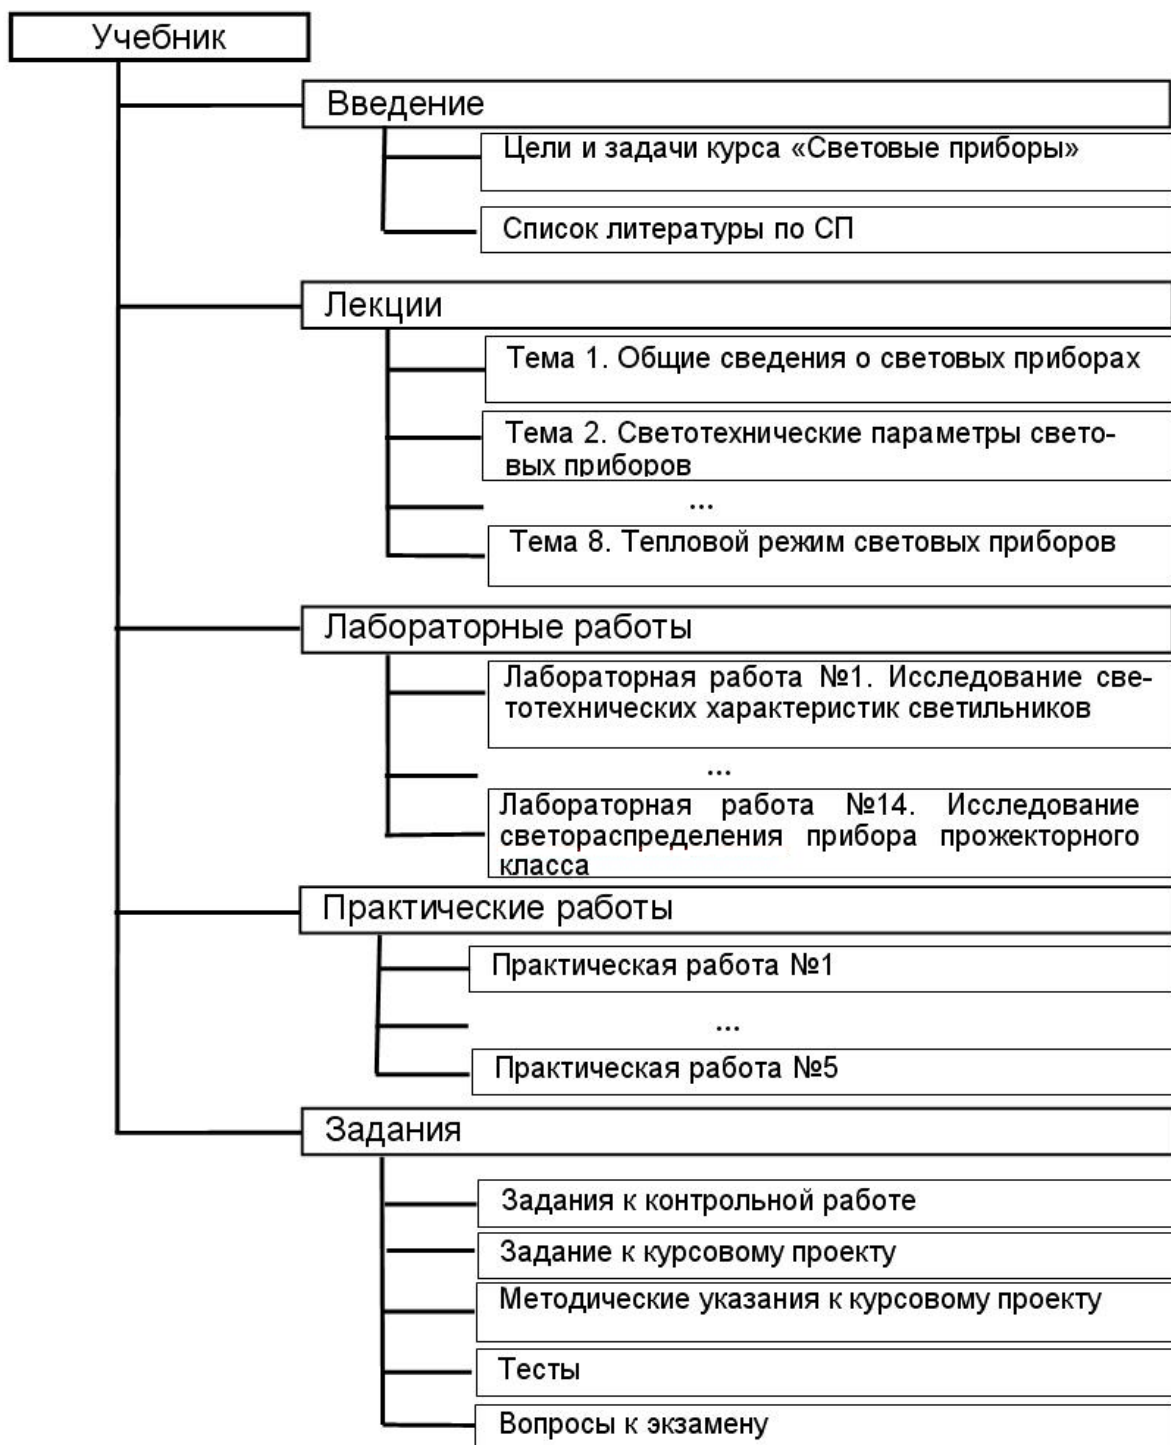 Учебник
Введение
Цели и задачи курса «Световые приборы»
Список литературы по СП
Лекции
Тема 1. Общие сведения о световых приборах
Тема 2. Светотехнические параметры свето-
вых приборов
...
Тема 8. Тепловой режим световых приборов
Лабораторные работы
Лабораторная работа №1. Исследование све-
тотехнических характеристик светильников
...
Лабораторная работа №14. Исследование
светораспределения прибора прожекторного
класса
Практические работы
Практическая работа №1
...
Практическая работа №5
Задания
Задания к контрольной работе
Задание к курсовому проекту
Методические указания к курсовому проекту
Тесты
Вопросы к экзамену